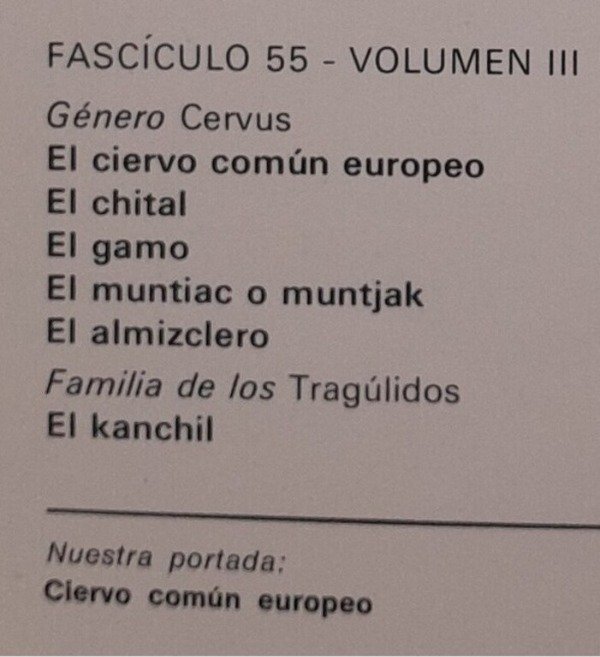 FASCÍCULO 55 - VOLUMEN III
Género Cervus
El ciervo común europeo
El chital
El gamo
El muntiac o muntjak
El almizclero
Familia de los Tragúlidos
El kanchil
Nuestra portada:
Ciervo común europeo